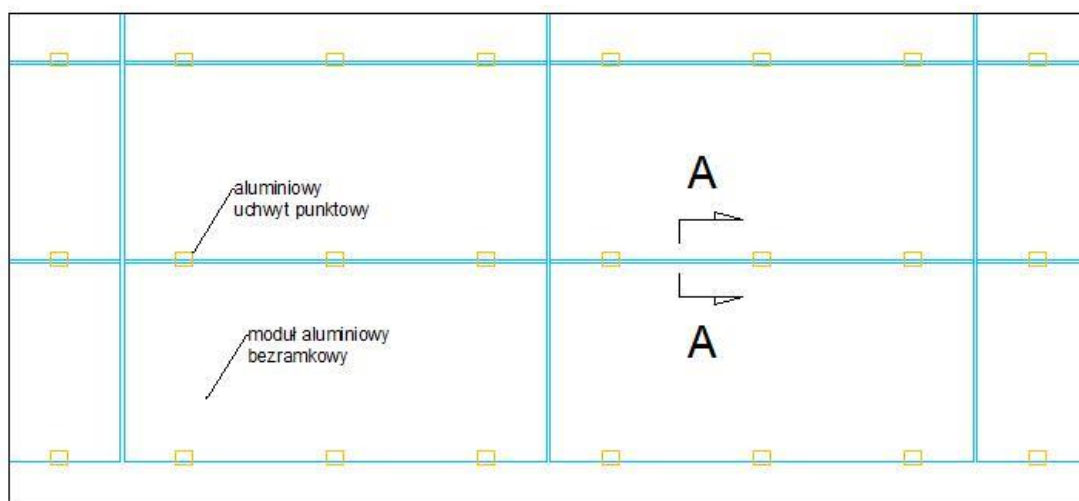 A
aluminiowy
uchwyt punktowy
moduł aluminiowy
bezramkowy
A